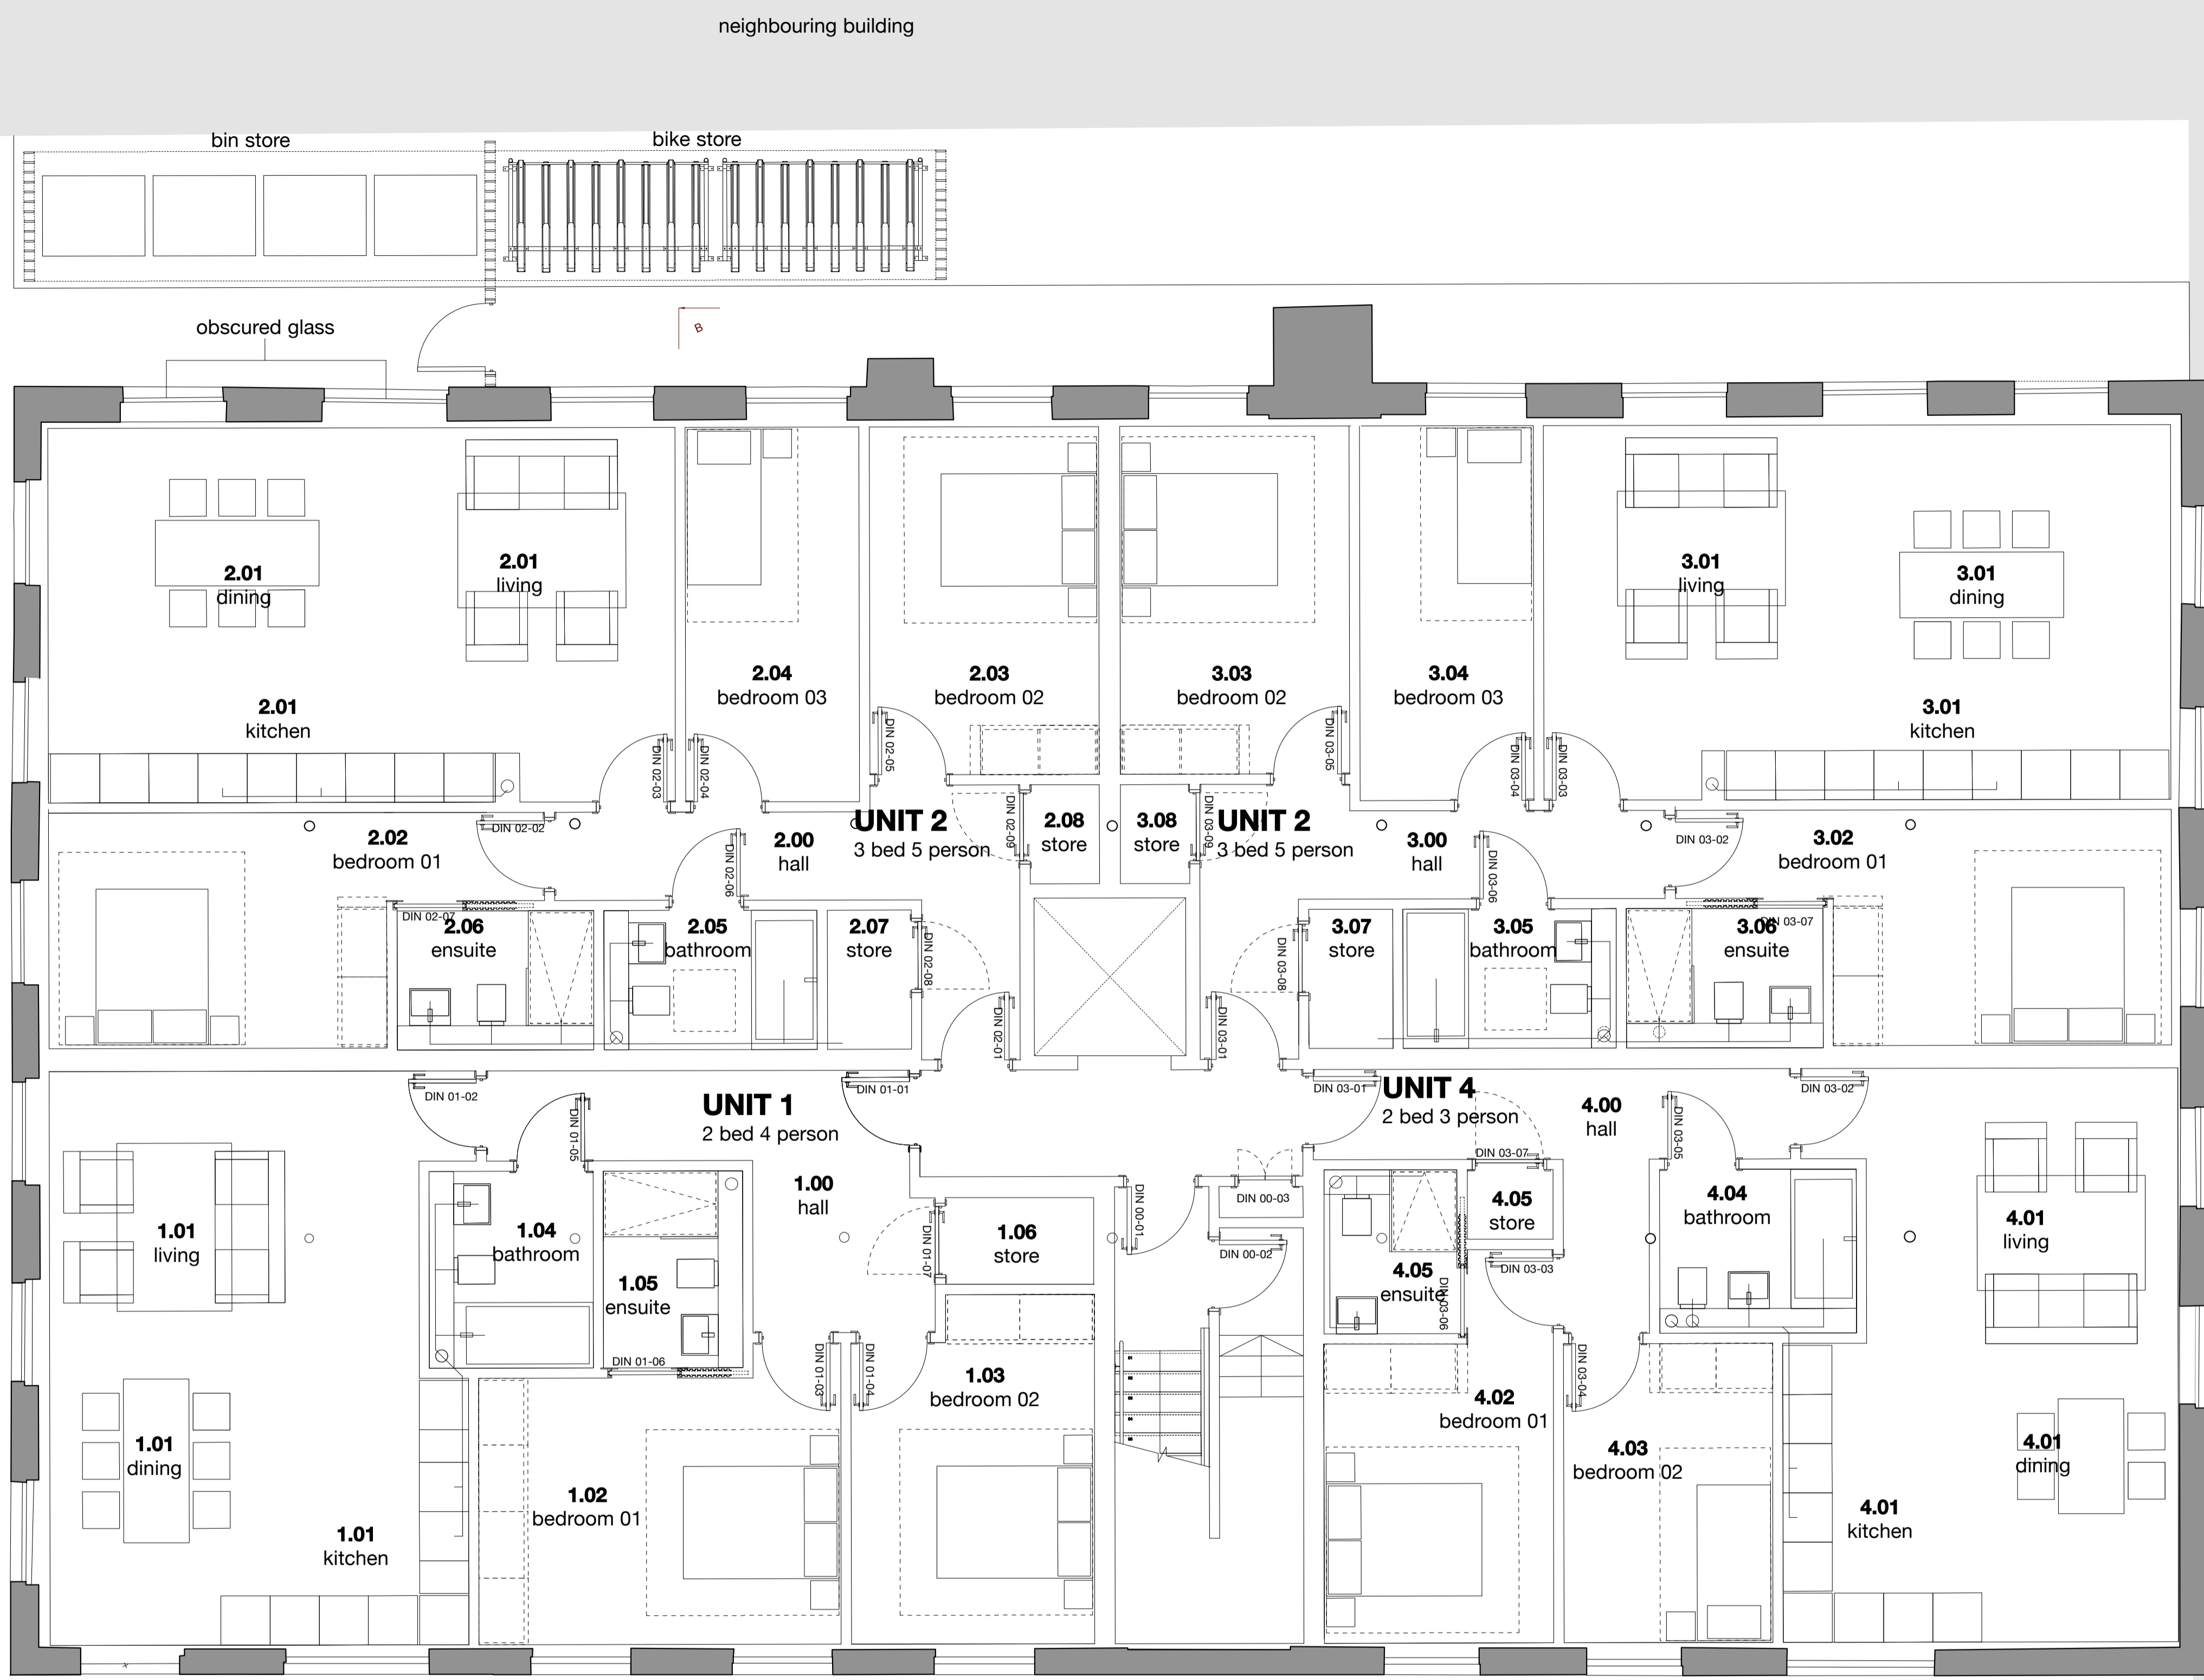 neighbouring building
bin store
bike store
obscured glass
B
2.01
dining
2.01
living
2.01
kitchen
2.04
bedroom 03
2.03
bedroom 02
3.03
bedroom 02
3.04
bedroom 03
3.01
living
3.01
dining
3.01
kitchen
DIN 02-03
DIN 02-04
DIN 02-05
DIN 03-05
DIN 03-04
DIN 03-03
2.02
bedroom 01
DIN 02-02
DIN 02-06
2.00
hall
UNIT 2
3 bed 5 person
DIN 02-09
2.08
store
3.08
store
DIN 03-09
UNIT 2
3 bed 5 person
3.00
hall
DIN 03-06
DIN 03-02
3.02
bedroom 01
DIN 02-07
2.06
ensuite
2.05
bathroom
2.07
store
DIN 02-08
DIN 02-01
DIN 03-01
DIN 03-08
3.07
store
3.05
bathroom
3.06
ensuite
DIN 03-07
DIN 01-02
DIN 01-05
UNIT 1
2 bed 4 person
DIN 01-01
DIN 03-01
UNIT 4
2 bed 3 person
4.00
hall
DIN 03-05
DIN 03-02
1.01
living
1.04
bathroom
1.05
ensuite
DIN 01-06
1.00
hall
DIN 01-07
1.06
store
DIN 00-01
DIN 00-03
DIN 00-02
DIN 03-07
4.05
store
4.05
ensuite
DIN 03-06
DIN 03-03
4.04
bathroom
4.01
living
DIN 01-03
DIN 01-04
1.03
bedroom 02
4.02
bedroom 01
DIN 03-04
4.03
bedroom 02
1.01
dining
1.02
bedroom 01
1.01
kitchen
4.01
dining
4.01
kitchen